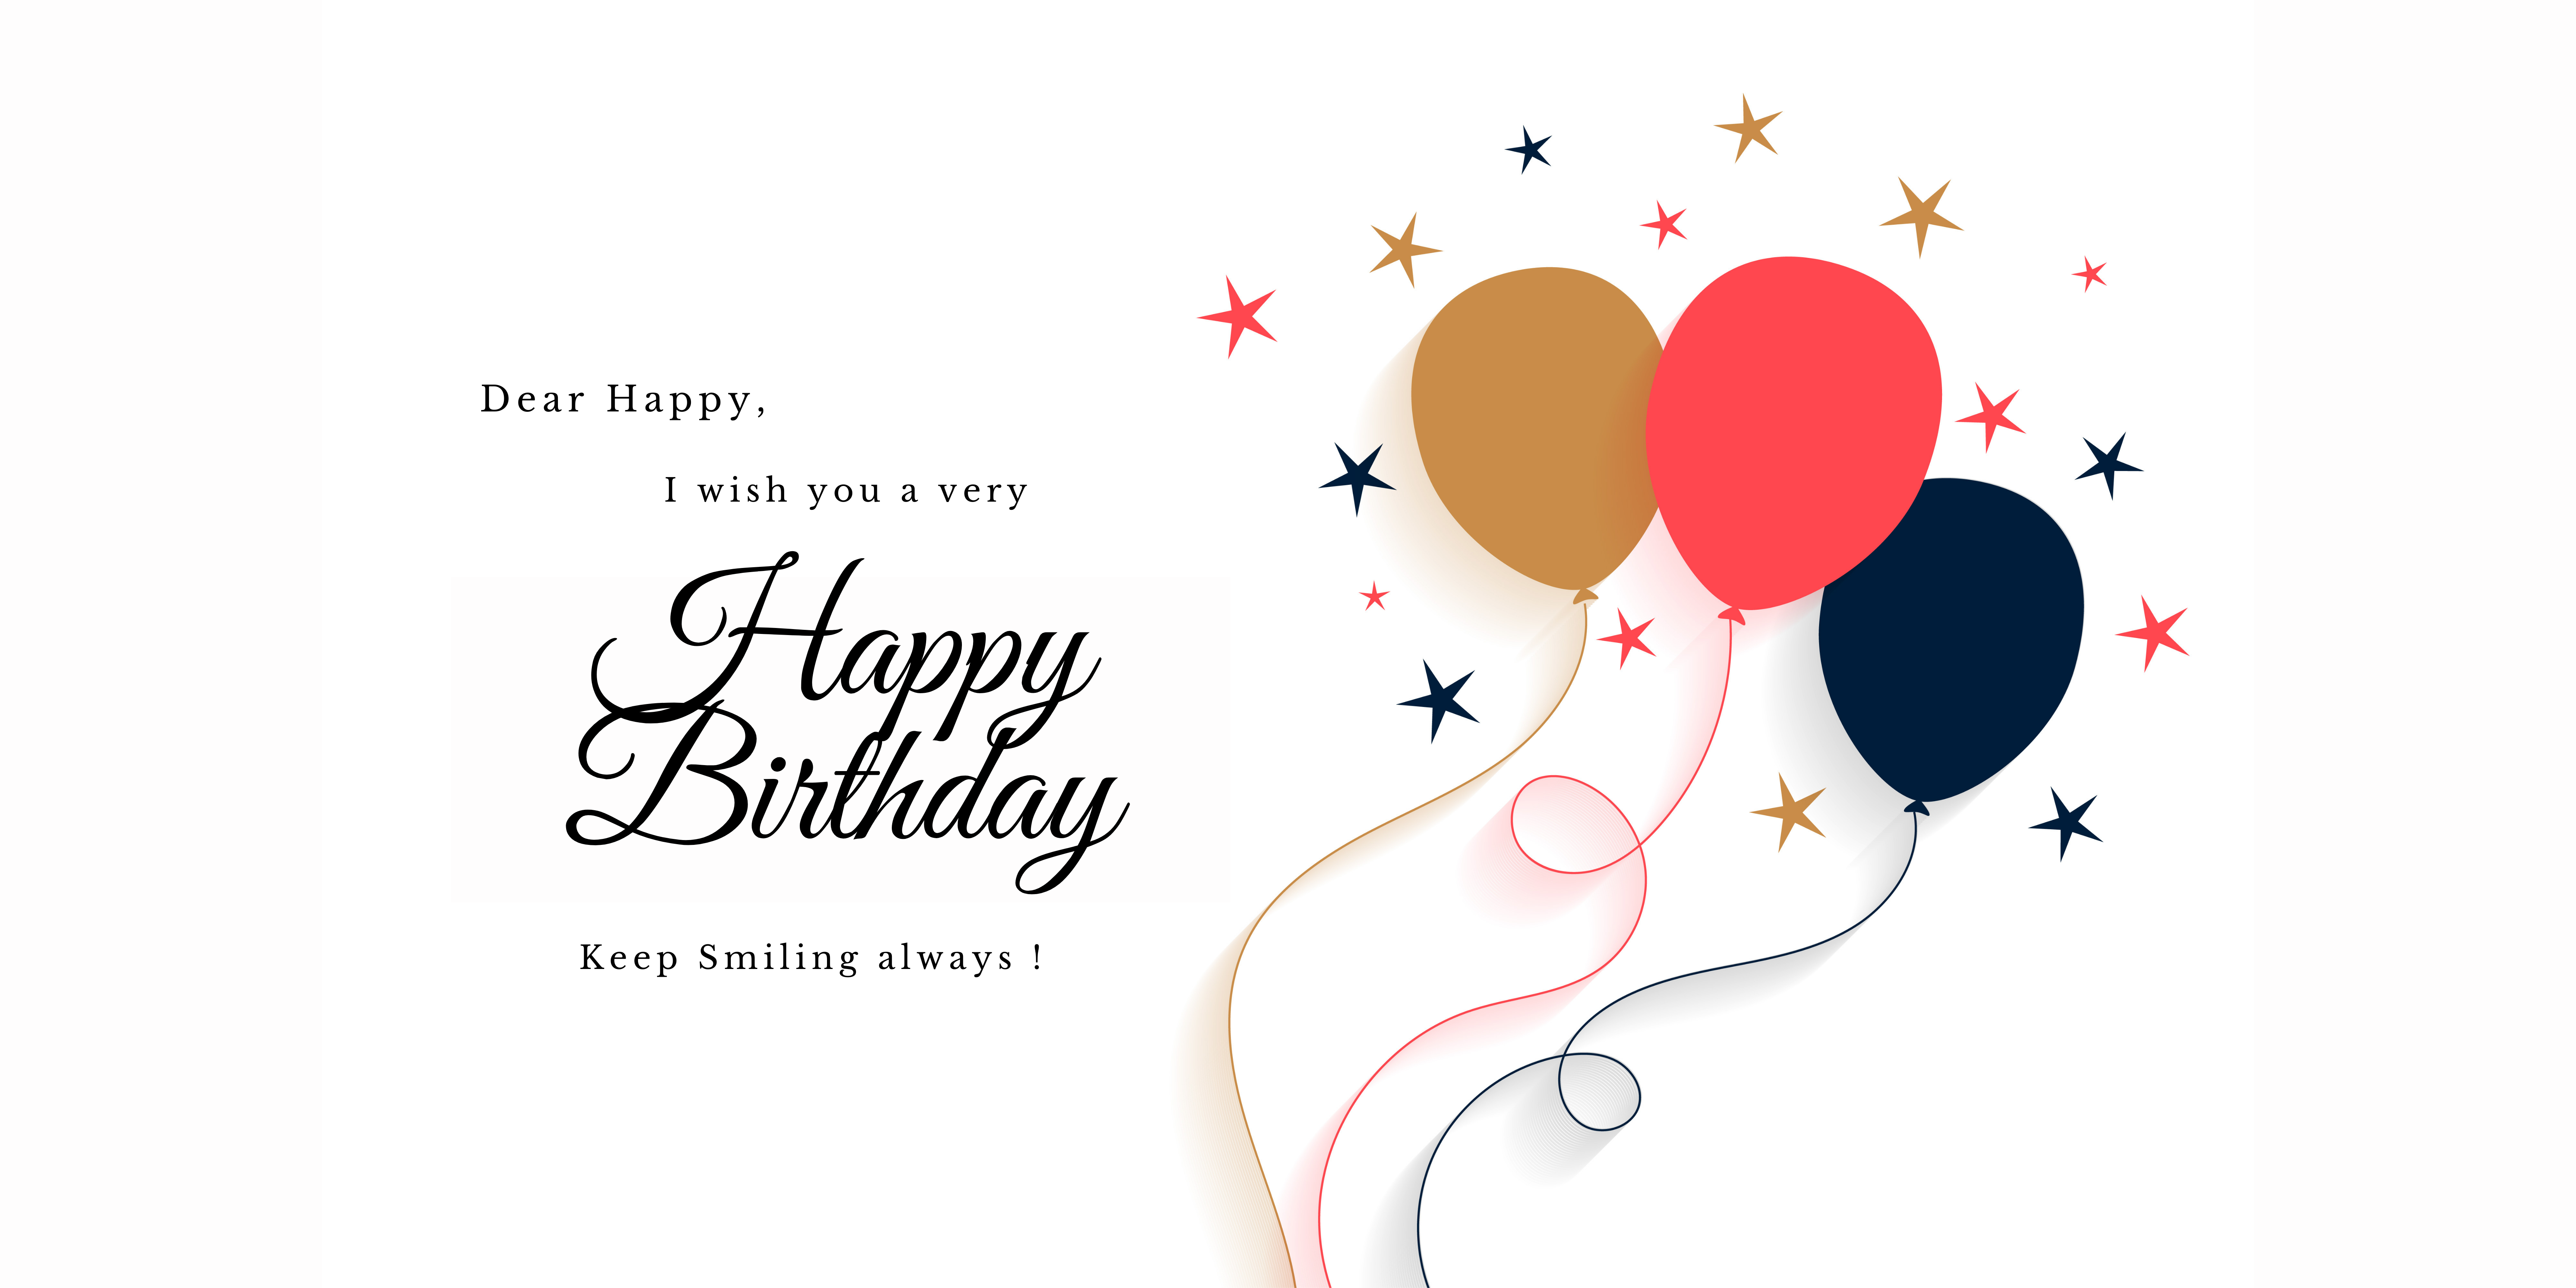 Dear Happy,
I wish you a very
Happy
Birthday
Keep Smiling always !